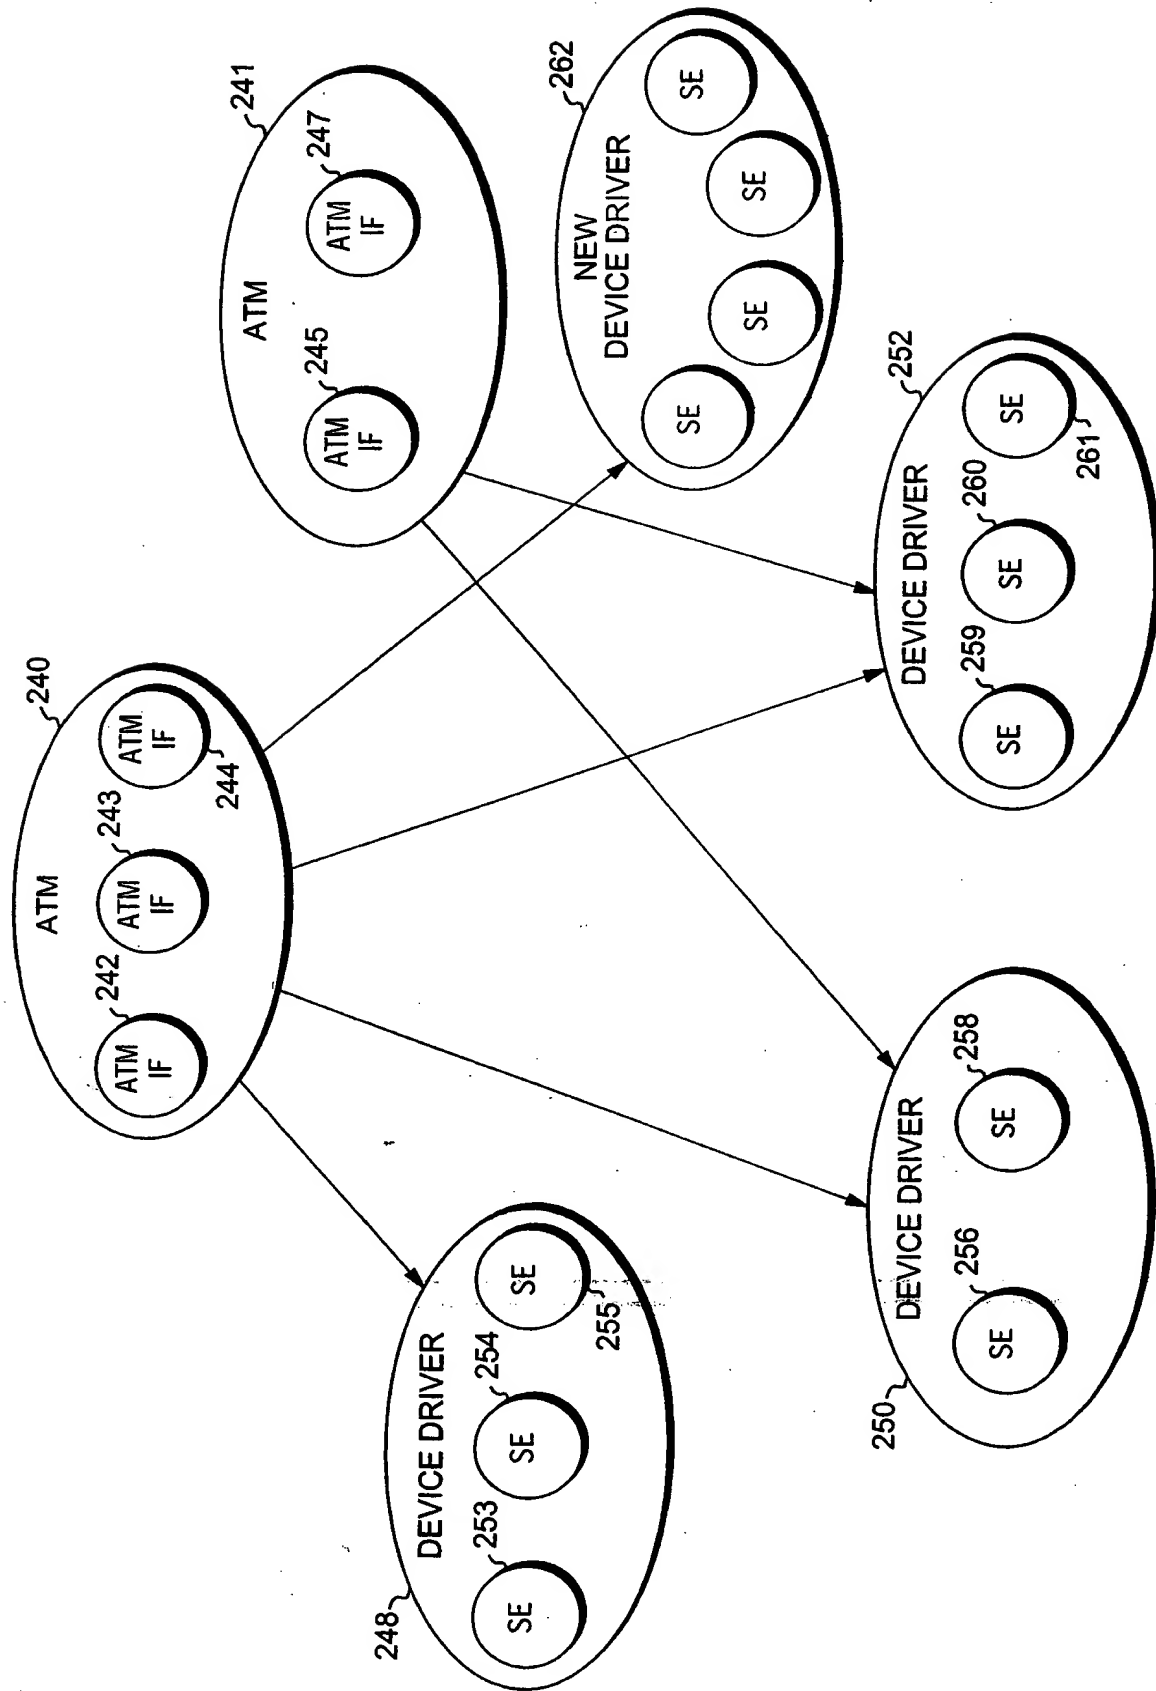 240
ATM
242
243
ATM
IF
ATM
IF
ATM
IF
244
241
ATM
245
247
ATM
IF
ATM
IF
248
DEVICE DRIVER
253
254
SE
SE
SE
255
262
NEW
DEVICE DRIVER
SE
SE
SE
SE
250
DEVICE DRIVER
256
258
SE
SE
252
DEVICE DRIVER
259
260
SE
SE
SE
261